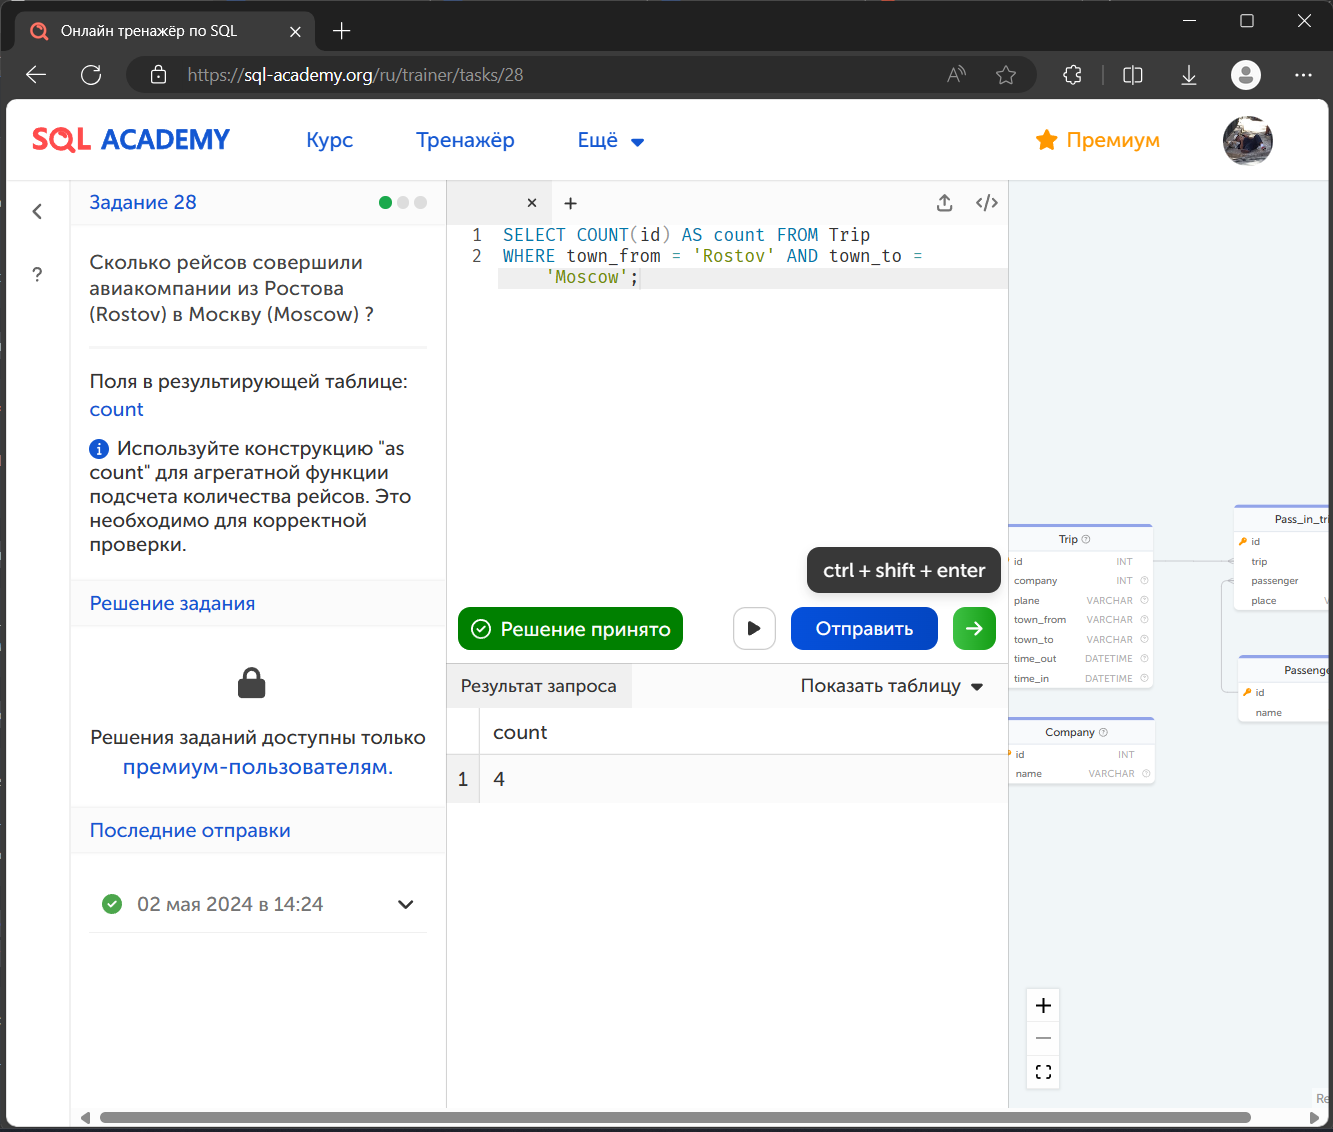 Онлайн тренажёр по SQL
https://sql-academy.org/ru/trainer/tasks/28
SQL ACADEMY
Курс
Тренажёр
Ещё
Премиум
Задание 28
?
Сколько рейсов совершили
авиакомпании из Ростова
(Rostov) в Москву (Moscow) ?
Поля в результирующей таблице:
count
Используйте конструкцию "as
count" для агрегатной функции
подсчета количества рейсов. Это
необходимо для корректной
проверки.
Решение задания
Решения заданий доступны только
премиум-пользователям.
Последние отправки
02 мая 2024 в 14:24
1 SELECT COUNT(id) AS count FROM Trip
2 WHERE town_from = 'Rostov' AND town_to =
'Moscow';
ctrl + shift + enter
Решение принято
Отправить
Результат запроса
Показать таблицу
count
1 4
Trip
id INT
company INT
plane VARCHAR
town_from VARCHAR
town_to VARCHAR
time_out DATETIME
time_in DATETIME
Company
id INT
name VARCHAR
Pass_in_tri
id
trip
passenger
place V
Passenge
id
name
Re